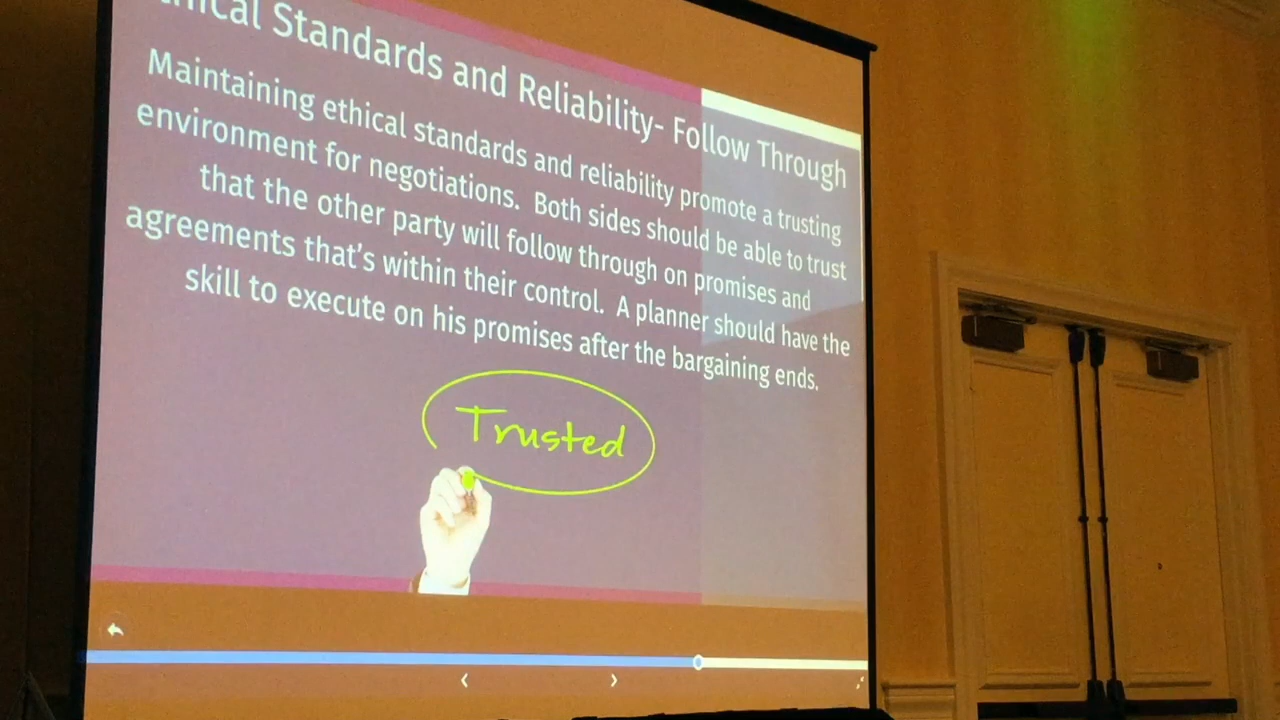 Standards and Reliability- Follow Through
Maintaining ethical standards and reliability promote a trusting
environment for negotiations. Both sides should be able to trust
that the other party will follow through on promises and
agreements that's within their control. A planner should have the
skill to execute on his promises after the bargaining ends.
Trusted